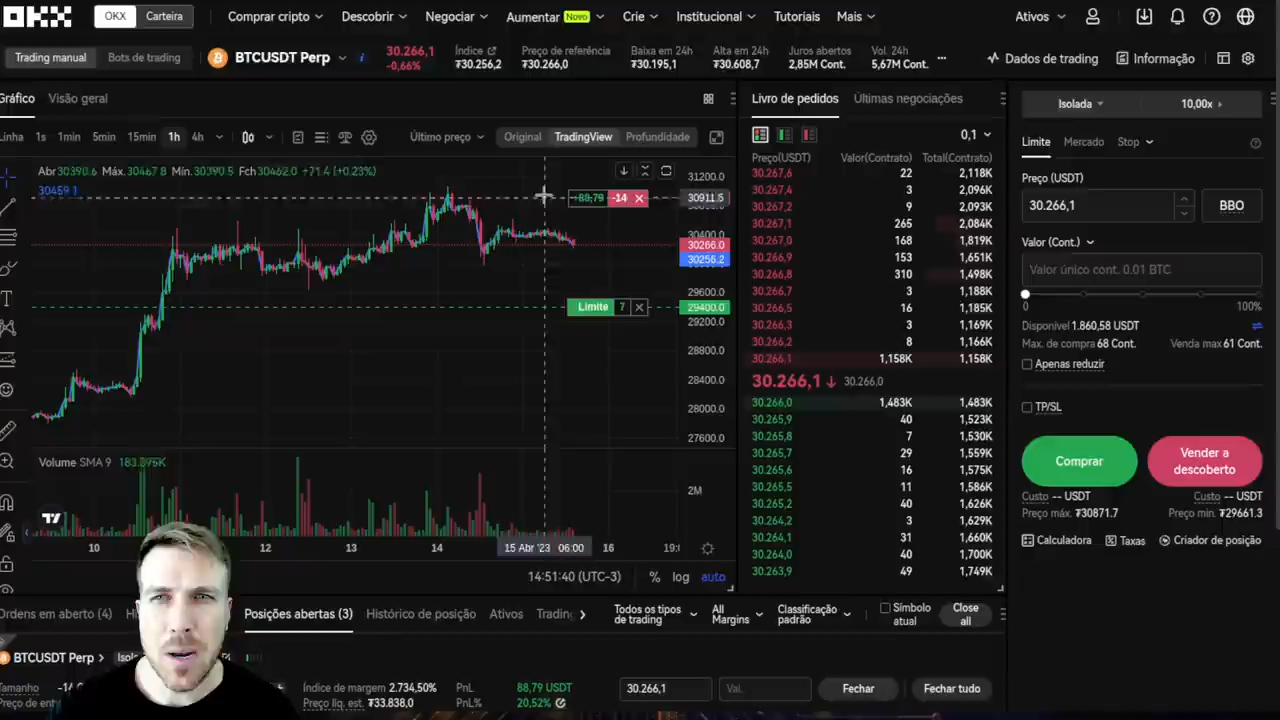 OKX
OKX Carteira
Comprar cripto
Descobrir
Negociar
Aumentar Novo
Crie
Institucional
Tutoriais
Mais
Ativos
Trading manual
Bots de trading
BTCUSDT Perp
30.266,1
-0,66%
Índice
₮30.256,2
Preço de referência
₮30.266,0
Baixa em 24h
₮30.195,1
Alta em 24h
₮30.608,7
Juros abertos
2,85M Cont.
Vol. 24h
5,67M Cont.
Dados de trading
Informação
Gráfico
Visão geral
Linha 1s 1min 5min 15min 1h 4h
Último preço
Original TradingView Profundidade
Abr30390.6 Máx.30467.8 Mín.30390.5 Fch30462.0 +71.4 (+0.23%)
30459.1
+88,79 -14
Limite 7
31200.0
30911.5
30400.0
30266.0
30256.2
29600.0
29400.0
29200.0
28800.0
28400.0
28000.0
27600.0
Volume SMA 9
2M
10 12 13 14 15 Abr '23 06:00 16 19:
14:51:40 (UTC-3)
% log auto
Livro de pedidos
Últimas negociações
0,1
Preço(USDT) Valor(Contrato) Total(Contrato)
30.267,6 22 2,118K
30.267,4 3 2,096K
30.267,2 9 2,093K
30.267,1 265 2,084K
30.267,0 168 1,819K
30.266,9 153 1,651K
30.266,8 310 1,498K
30.266,7 3 1,188K
30.266,5 16 1,185K
30.266,3 3 1,169K
30.266,2 8 1,166K
30.266,1 1,158K 1,158K
30.266,1 ↓ 30.266,0
30.266,0 1,483K 1,483K
30.265,9 40 1,523K
30.265,8 7 1,530K
30.265,7 29 1,559K
30.265,6 16 1,575K
30.265,5 11 1,586K
30.265,2 40 1,626K
30.264,2 3 1,629K
30.264,1 31 1,660K
30.264,0 40 1,700K
30.263,9 49 1,749K
Isolada
10,00x
Limite Mercado Stop
Preço (USDT)
30.266,1
BBO
Valor (Cont.)
Valor único cont. 0.01 BTC
0 100%
Disponível 1.860,58 USDT
Max. de compra 68 Cont.
Venda max 61 Cont.
Apenas reduzir
TP/SL
Comprar
Vender a
descoberto
Custo -- USDT
Custo -- USDT
Preço máx. ₮30871.7
Preço min. ₮29661.3
Calculadora
Taxas
Criador de posição
Ordens em aberto (4)
Posições abertas (3)
Histórico de posição
Ativos
Trading
Todos os tipos
de trading
All
Margins
Classificação
padrão
Símbolo
atual
Close
all
BTCUSDT Perp
Tamanho
Índice de margem 2.734,50%
Preço líq. est. ₮33.838,0
PnL 88,79 USDT
PnL% 20,52%
30.266,1
Val.
Fechar
Fechar tudo